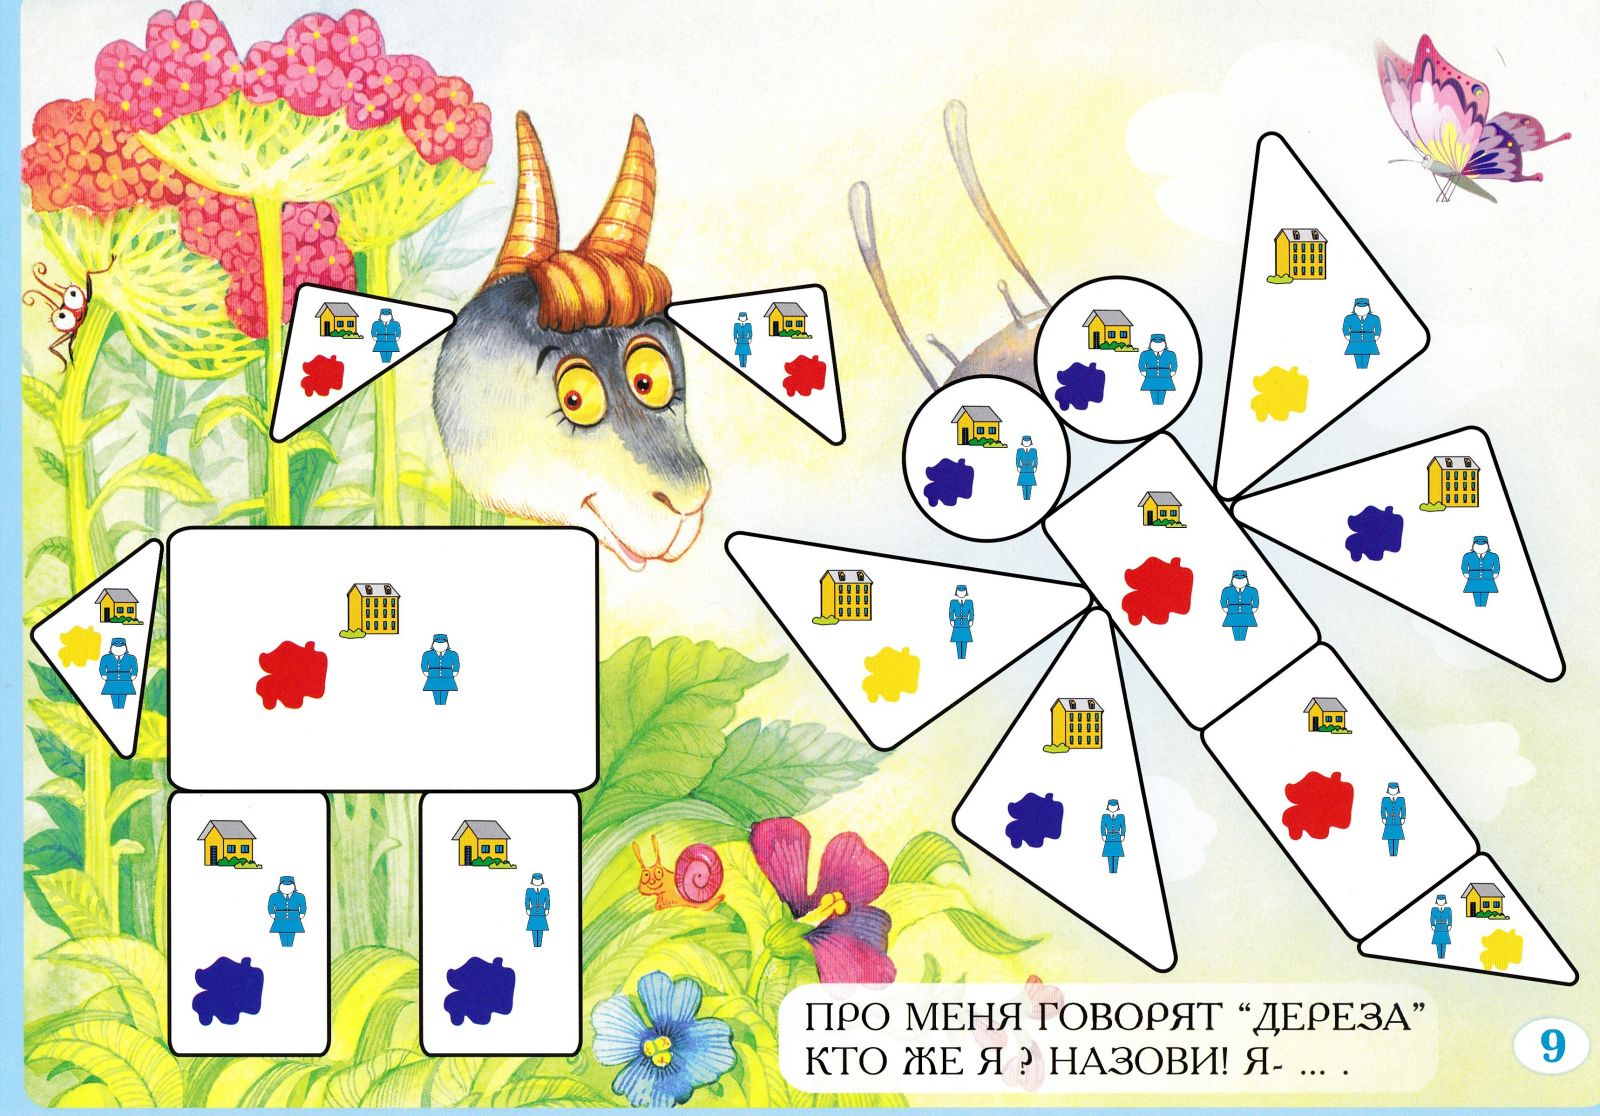 ПРО МЕНЯ ГОВОРЯТ “ДЕРЕЗА”
КТО ЖЕ Я ? НАЗОВИ! Я- ... .
9